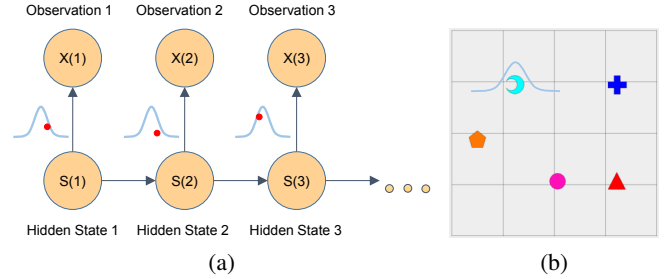 Observation 1 Observation 2 Observation 3
X(1) X(2) X(3)
S(1) S(2) S(3)
Hidden State 1 Hidden State 2 Hidden State 3
(a) (b)